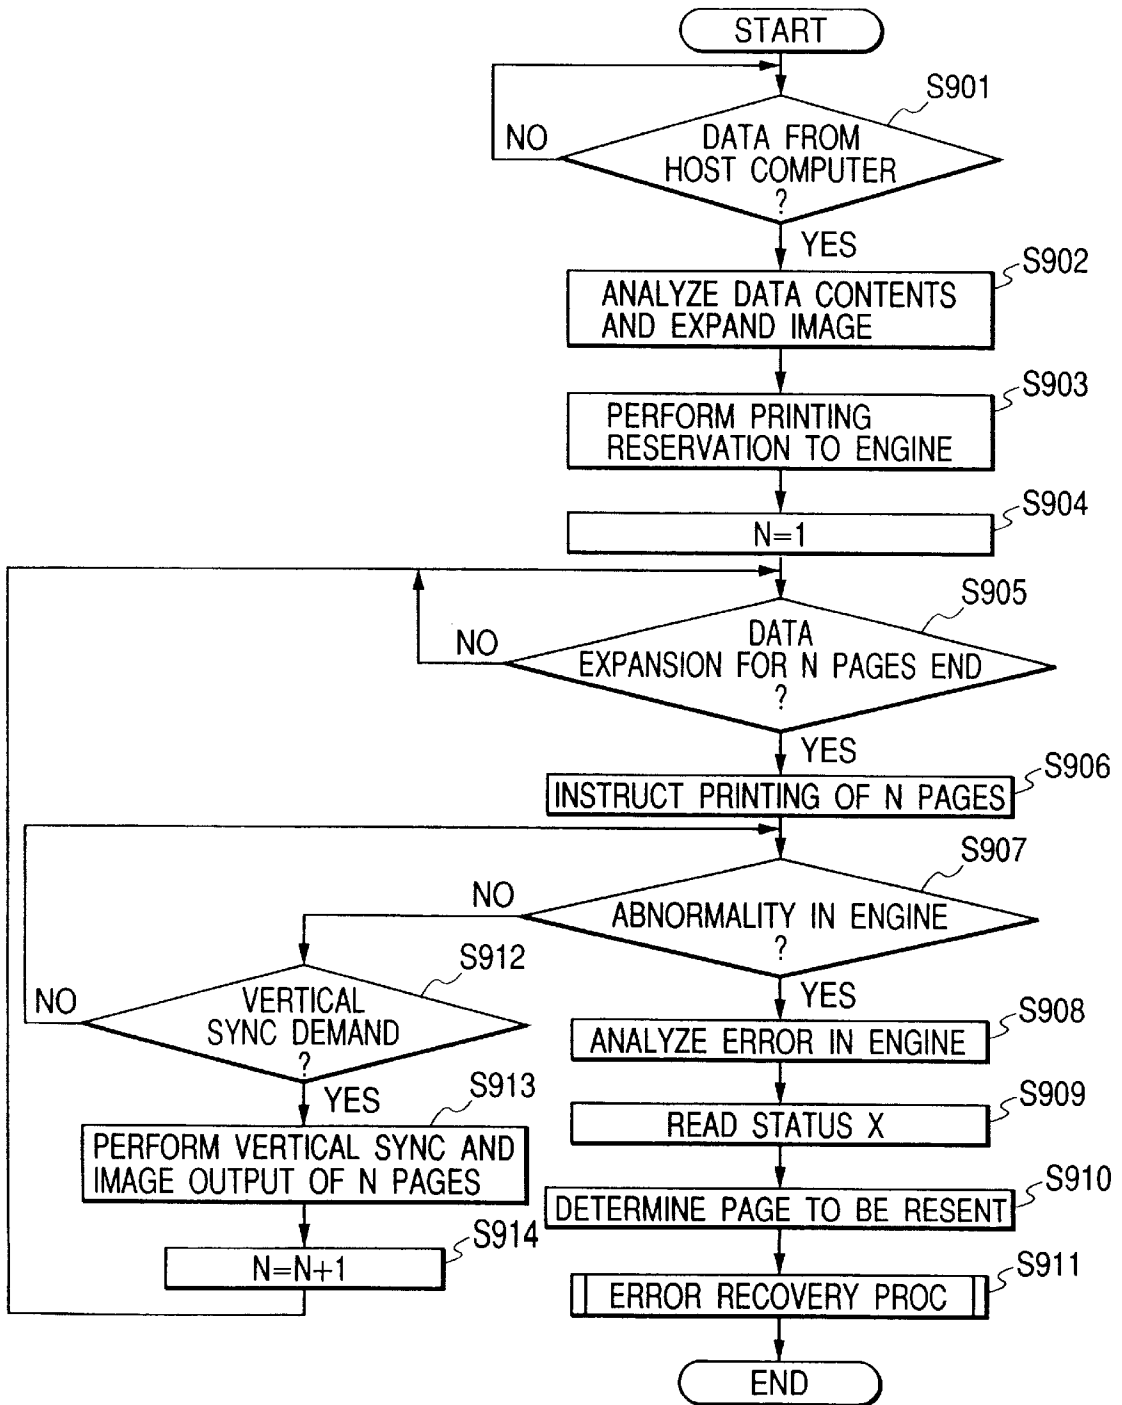 START
S901
NO
DATA FROM
HOST COMPUTER
?
YES
S902
ANALYZE DATA CONTENTS
AND EXPAND IMAGE
S903
PERFORM PRINTING
RESERVATION TO ENGINE
S904
N=1
S905
NO
DATA
EXPANSION FOR N PAGES END
?
YES
S906
INSTRUCT PRINTING OF N PAGES
S907
NO
ABNORMALITY IN ENGINE
?
YES
S912
NO
VERTICAL
SYNC DEMAND
?
YES
S913
PERFORM VERTICAL SYNC AND
IMAGE OUTPUT OF N PAGES
S914
N=N+1
S908
ANALYZE ERROR IN ENGINE
S909
READ STATUS X
S910
DETERMINE PAGE TO BE RESENT
S911
ERROR RECOVERY PROC
END